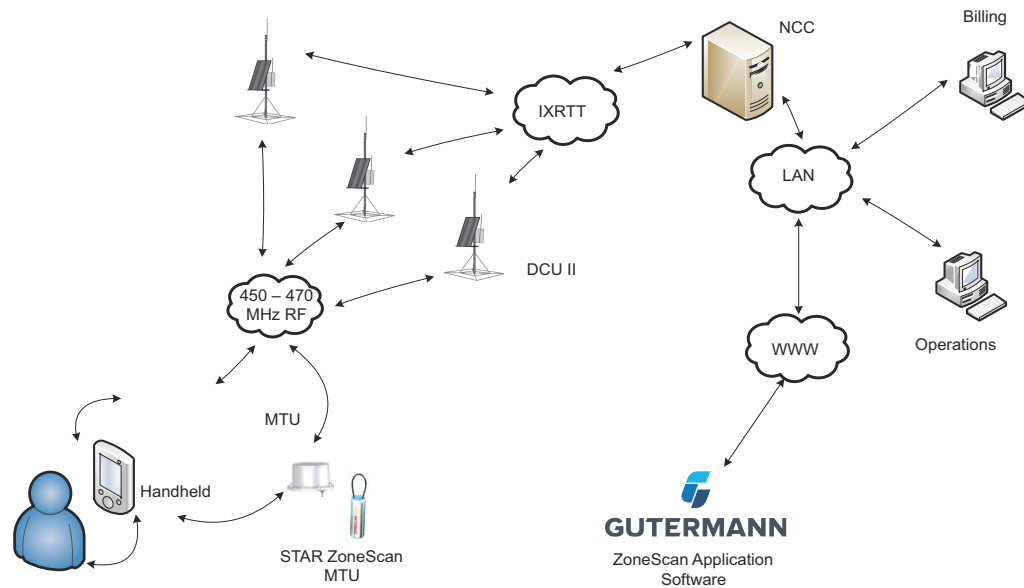 Billing
NCC
IXRTT
LAN
DCU II
450 – 470
MHz RF
WWW
Operations
MTU
Handheld
GUTERMANN
STAR ZoneScan
MTU
ZoneScan Application
Software